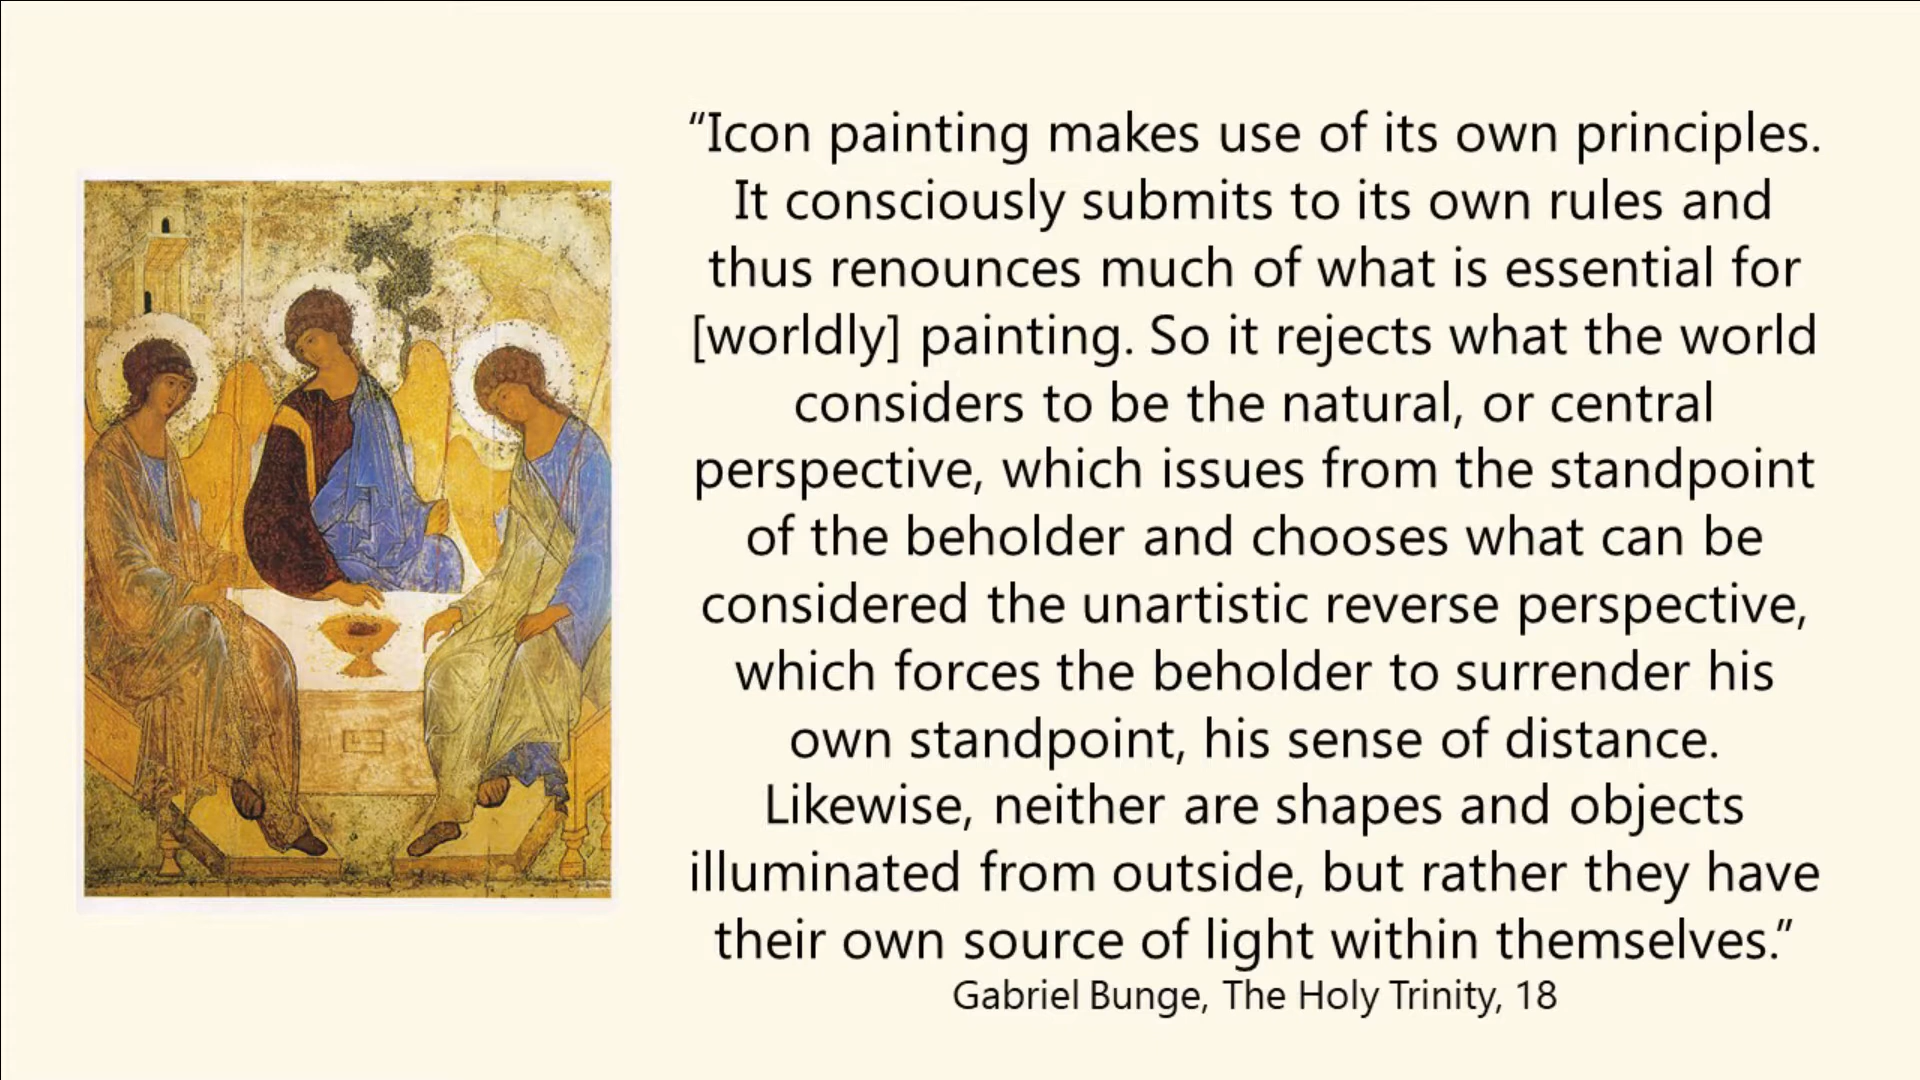 “Icon painting makes use of its own principles.
It consciously submits to its own rules and
thus renounces much of what is essential for
[worldly] painting. So it rejects what the world
considers to be the natural, or central
perspective, which issues from the standpoint
of the beholder and chooses what can be
considered the unartistic reverse perspective,
which forces the beholder to surrender his
own standpoint, his sense of distance.
Likewise, neither are shapes and objects
illuminated from outside, but rather they have
their own source of light within themselves.”
Gabriel Bunge, The Holy Trinity, 18